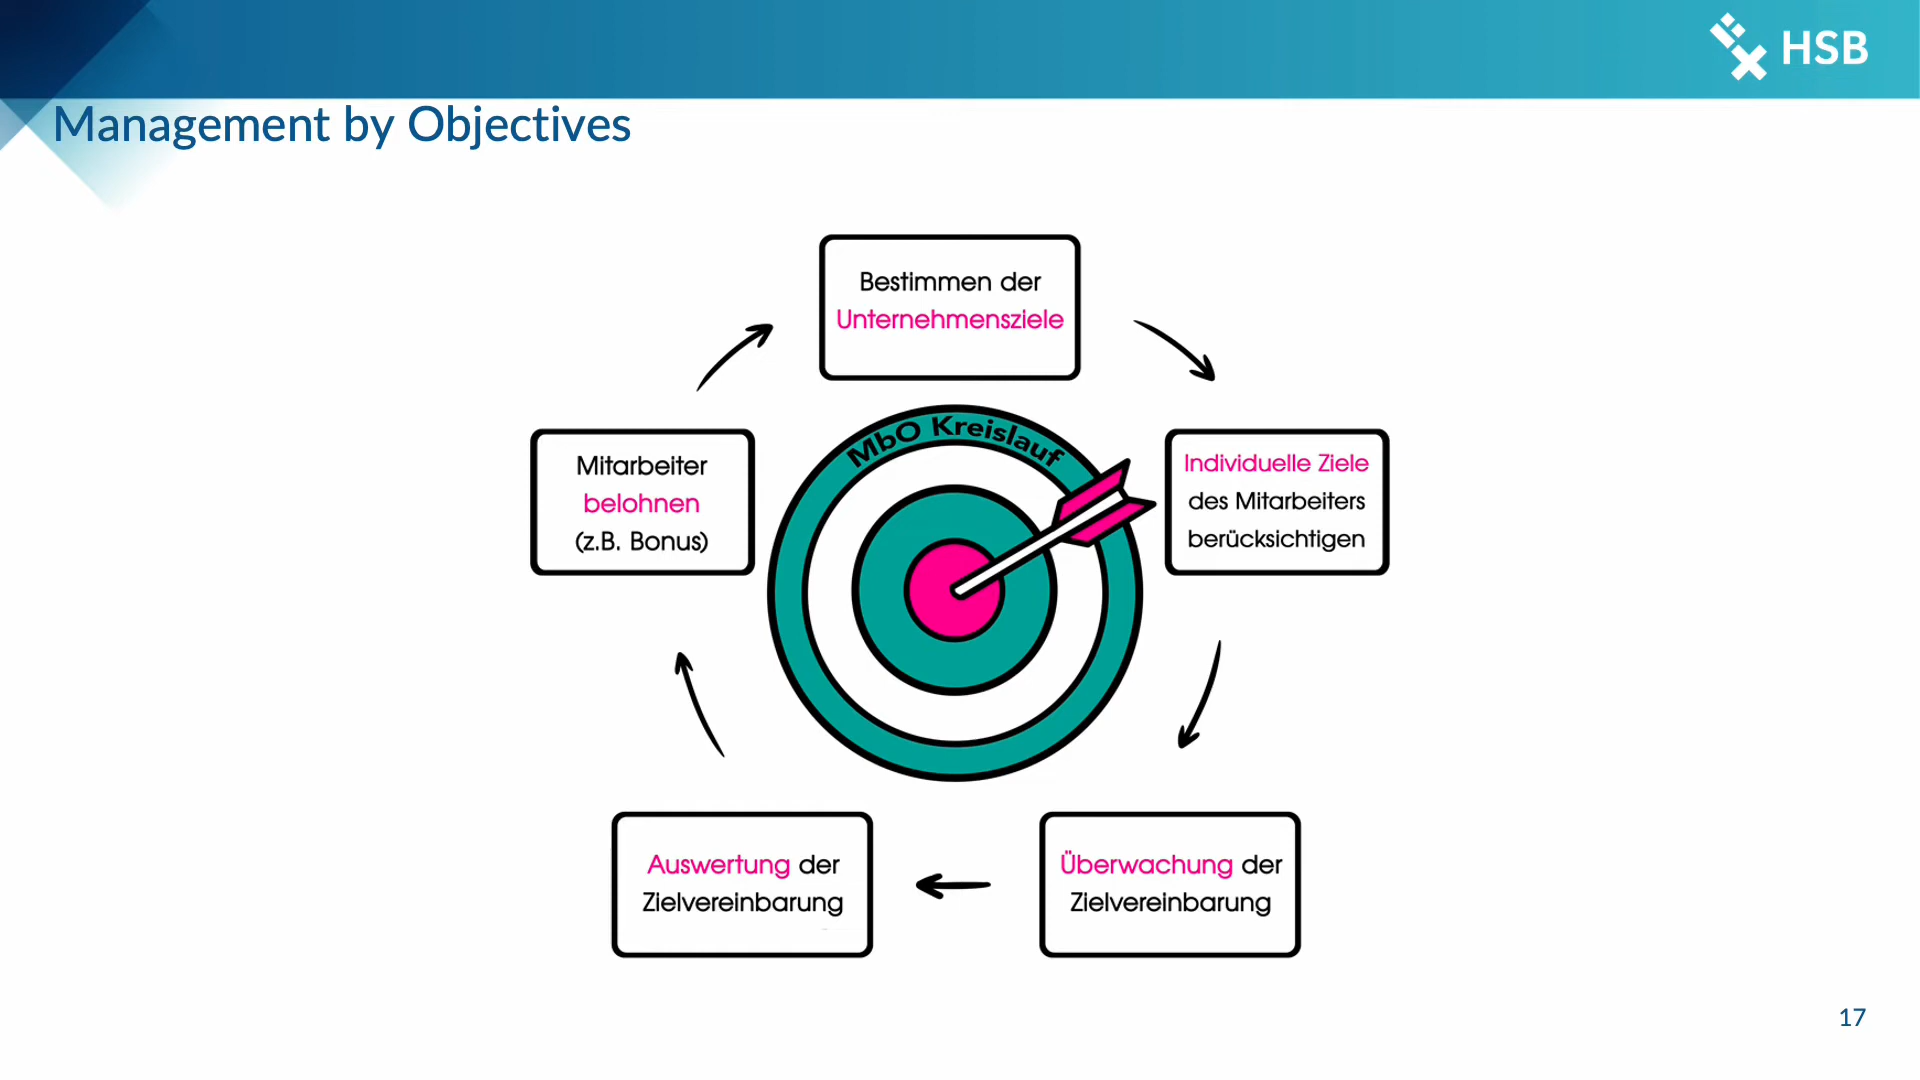 HSB
Management by Objectives
Bestimmen der
Unternehmensziele
MbO Kreislauf
Mitarbeiter
belohnen
(z.B. Bonus)
Individuelle Ziele
des Mitarbeiters
berücksichtigen
Auswertung der
Zielvereinbarung
Überwachung der
Zielvereinbarung
17